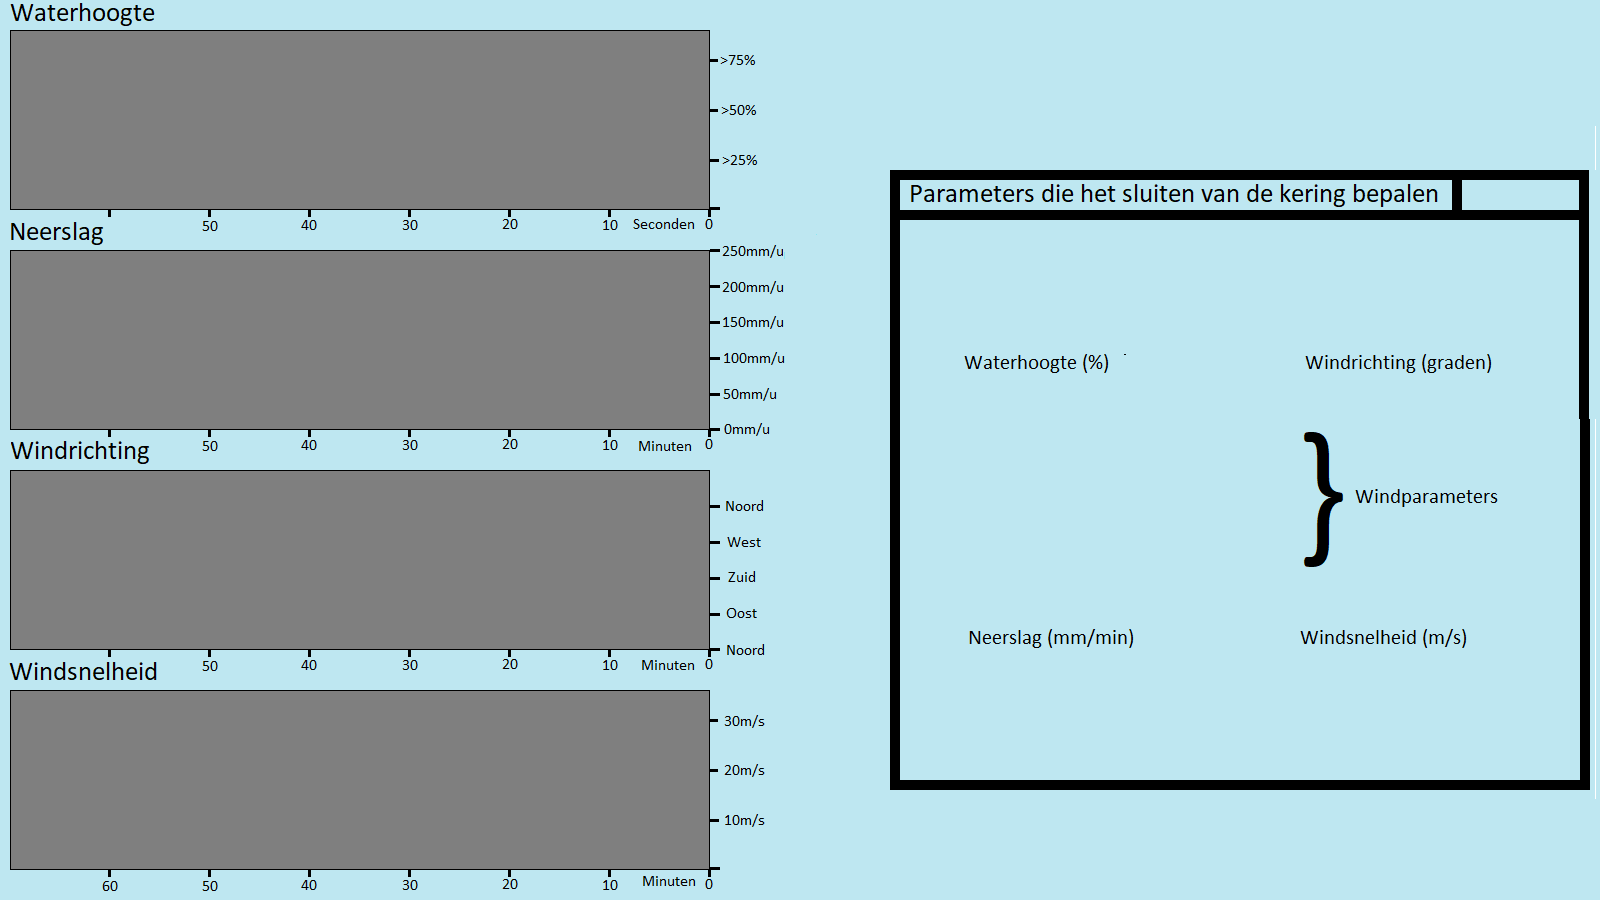 Waterhoogte
>75%
>50%
>25%
50 40 30 20 10 Seconden 0
Neerslag
250mm/u
200mm/u
150mm/u
100mm/u
50mm/u
0mm/u
50 40 30 20 10 Minuten 0
Windrichting
Noord
West
Zuid
Oost
Noord
50 40 30 20 10 Minuten 0
Windsnelheid
30m/s
20m/s
10m/s
60 50 40 30 20 10 Minuten 0
Parameters die het sluiten van de kering bepalen
Waterhoogte (%)
Windrichting (graden)
} Windparameters
Neerslag (mm/min)
Windsnelheid (m/s)